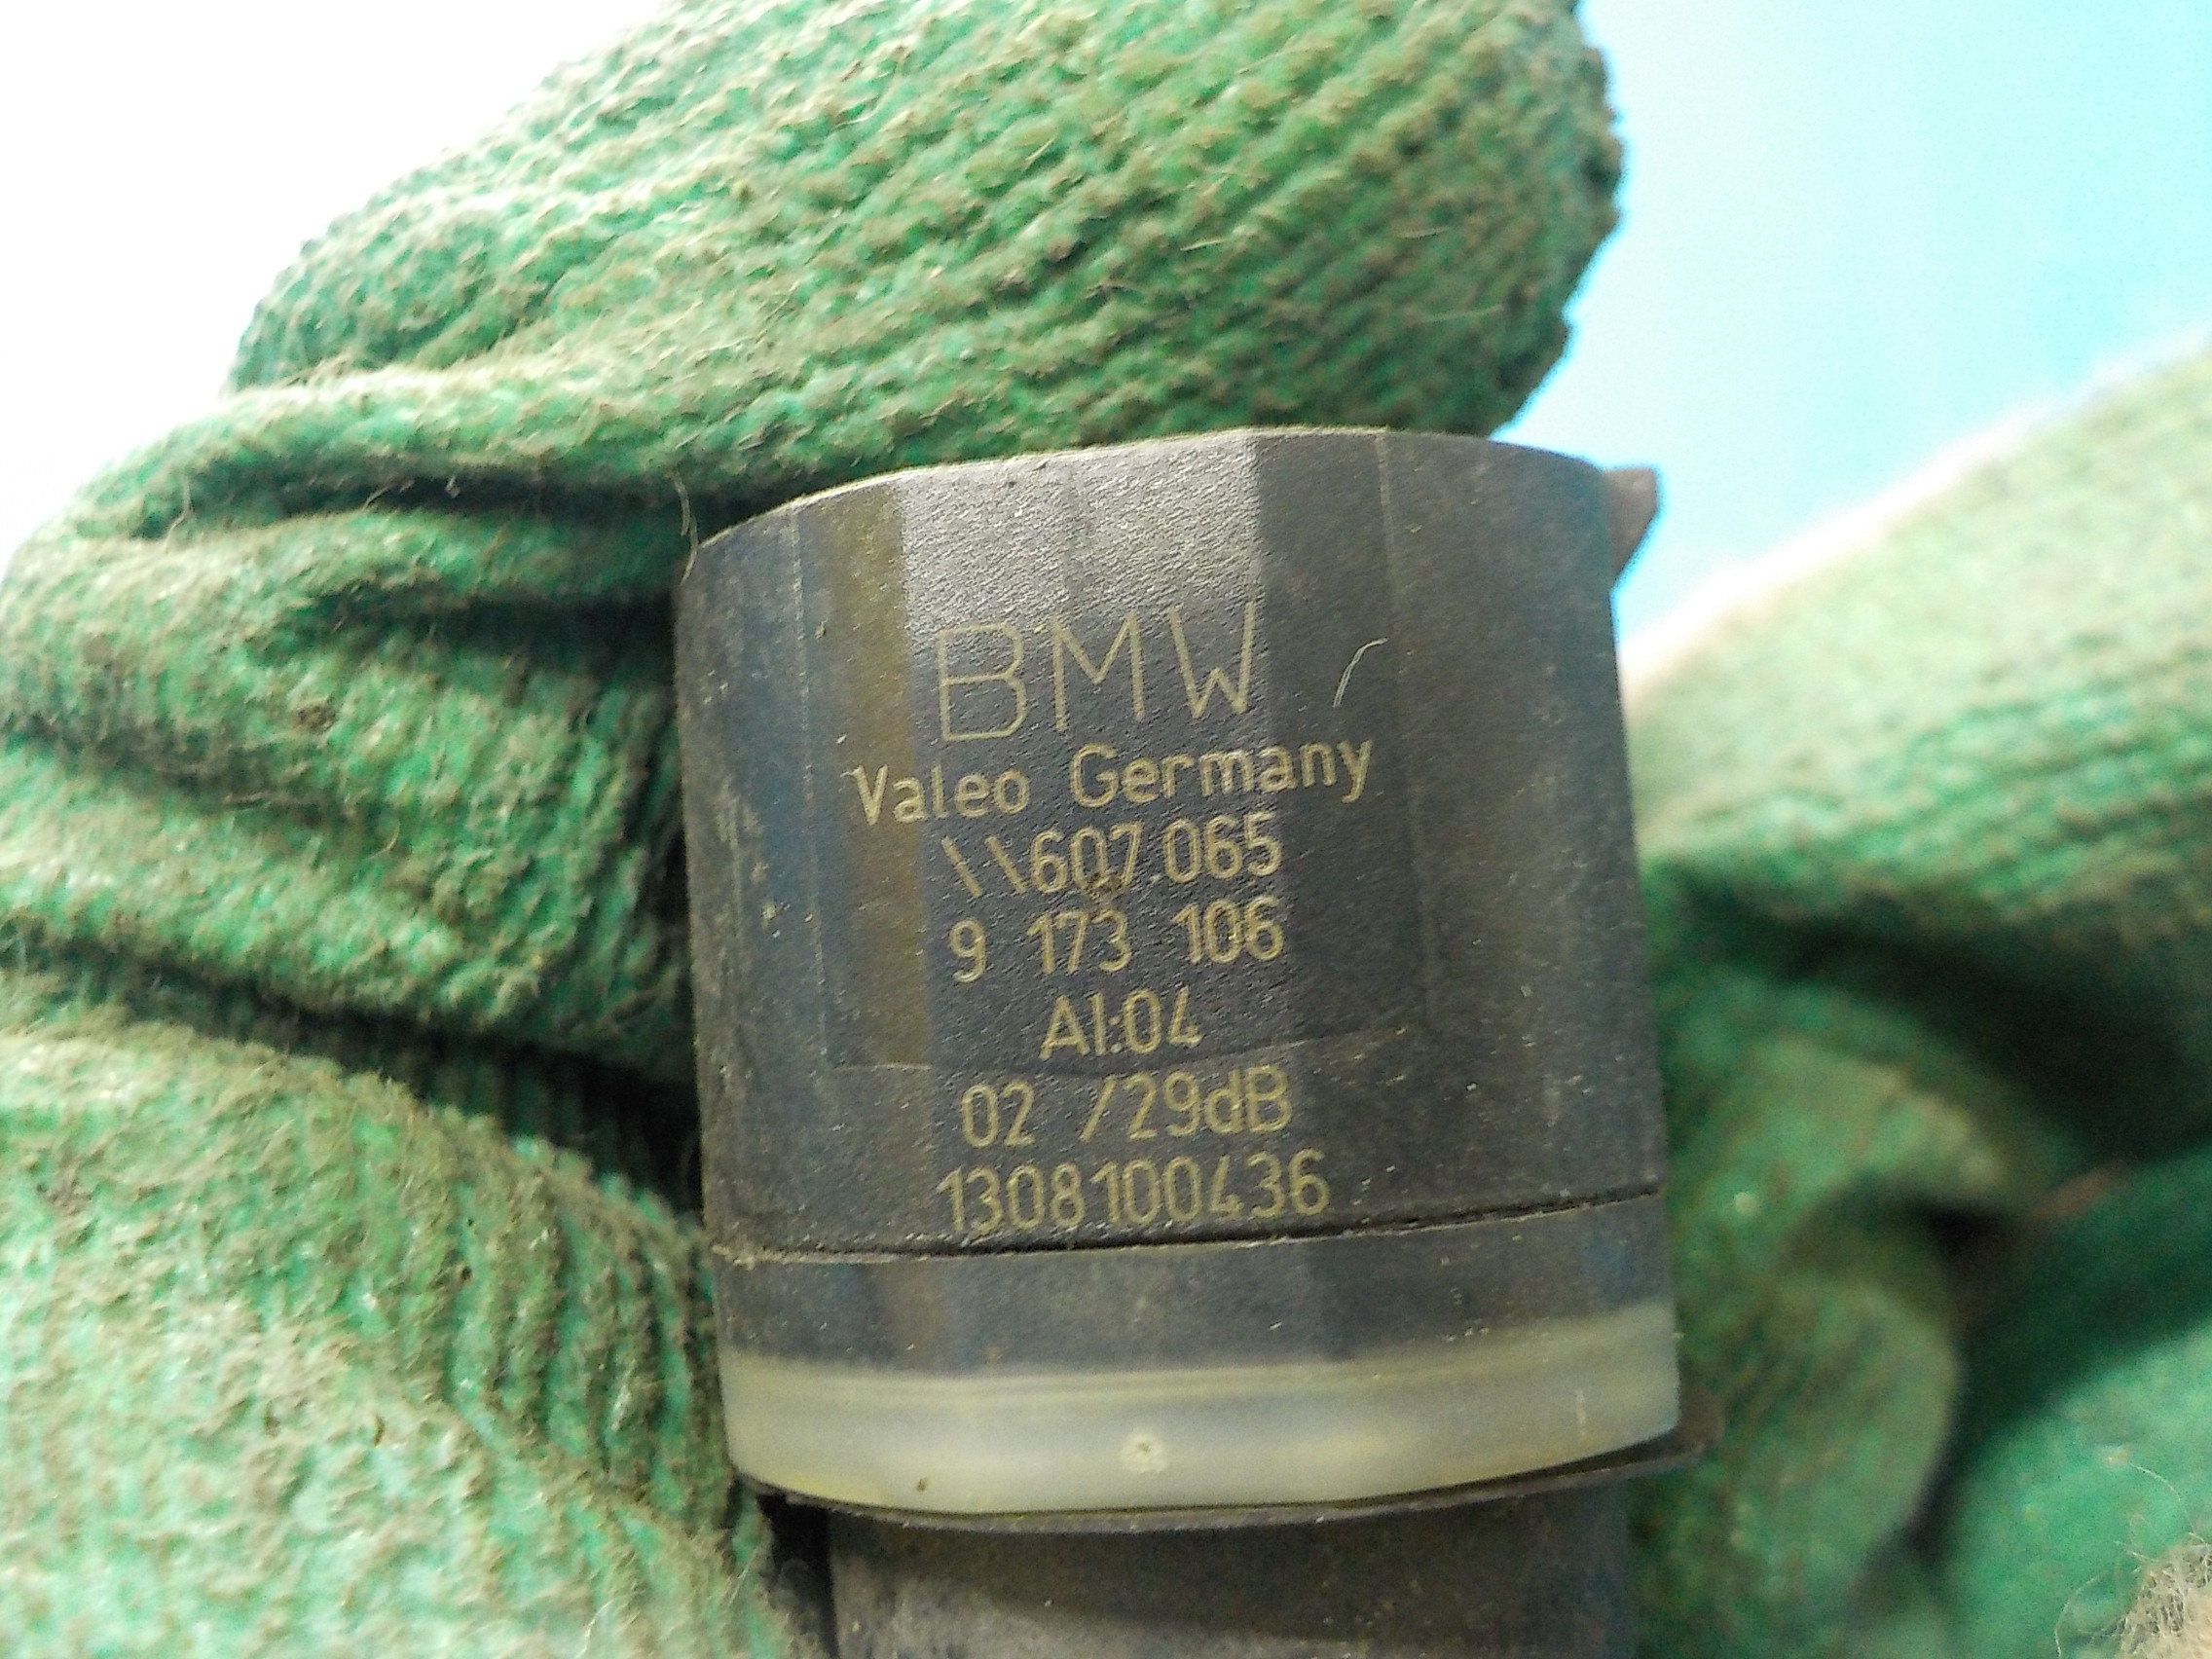 BMW
Valeo Germany
\\607.065
9 173 106
AI:04
02 /29dB
1308100436